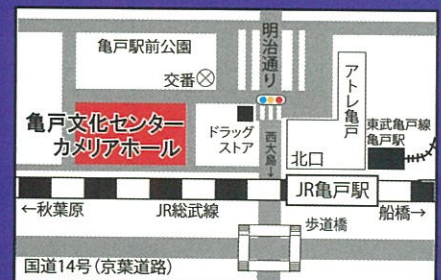 亀戸駅前公園
明治通り
交番
アトレ亀戸
東武亀戸線
亀戸駅
亀戸文化センター
カメリアホール
ドラッグ
ストア
西大島→
北口
JR亀戸駅
←秋葉原
JR総武線
船橋→
歩道橋
国道14号(京葉道路)